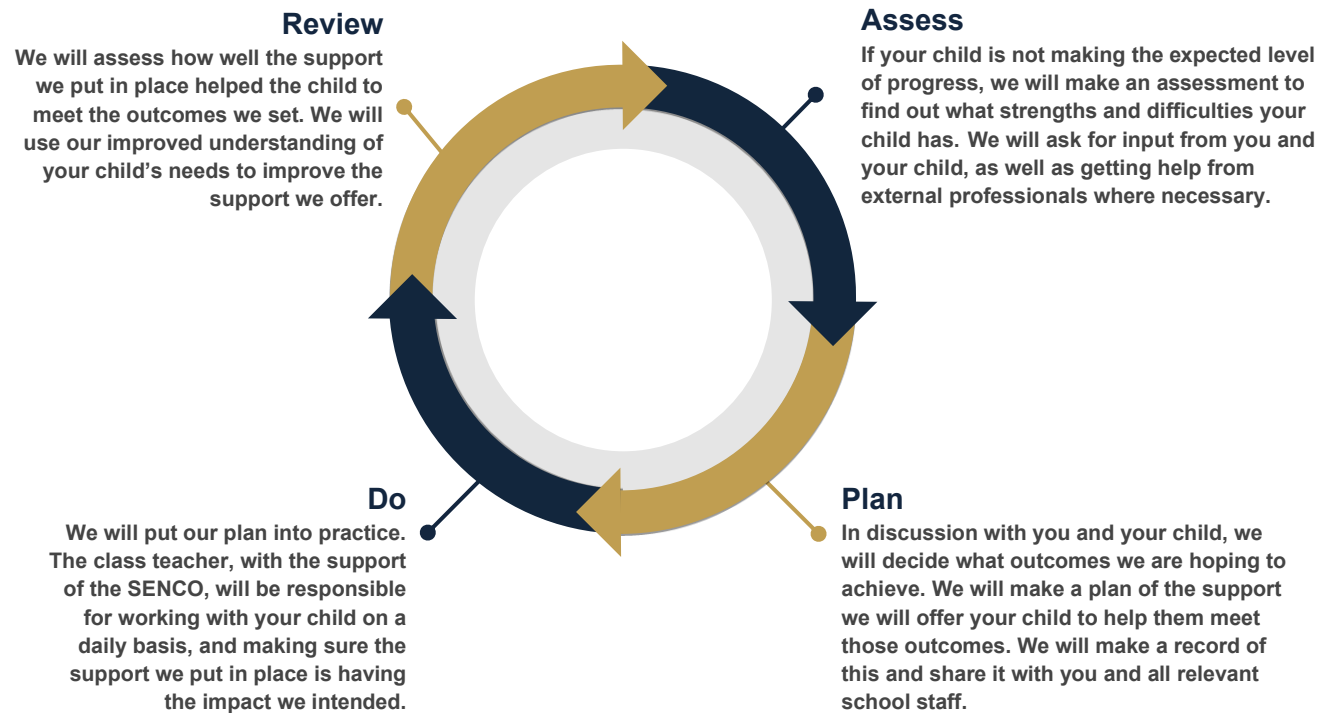 Review
We will assess how well the support
we put in place helped the child to
meet the outcomes we set. We will
use our improved understanding of
your child’s needs to improve the
support we offer.
Assess
If your child is not making the expected level
of progress, we will make an assessment to
find out what strengths and difficulties your
child has. We will ask for input from you and
your child, as well as getting help from
external professionals where necessary.
Do
We will put our plan into practice.
The class teacher, with the support
of the SENCO, will be responsible
for working with your child on a
daily basis, and making sure the
support we put in place is having
the impact we intended.
Plan
In discussion with you and your child, we
will decide what outcomes we are hoping to
achieve. We will make a plan of the support
we will offer your child to help them meet
those outcomes. We will make a record of
this and share it with you and all relevant
school staff.